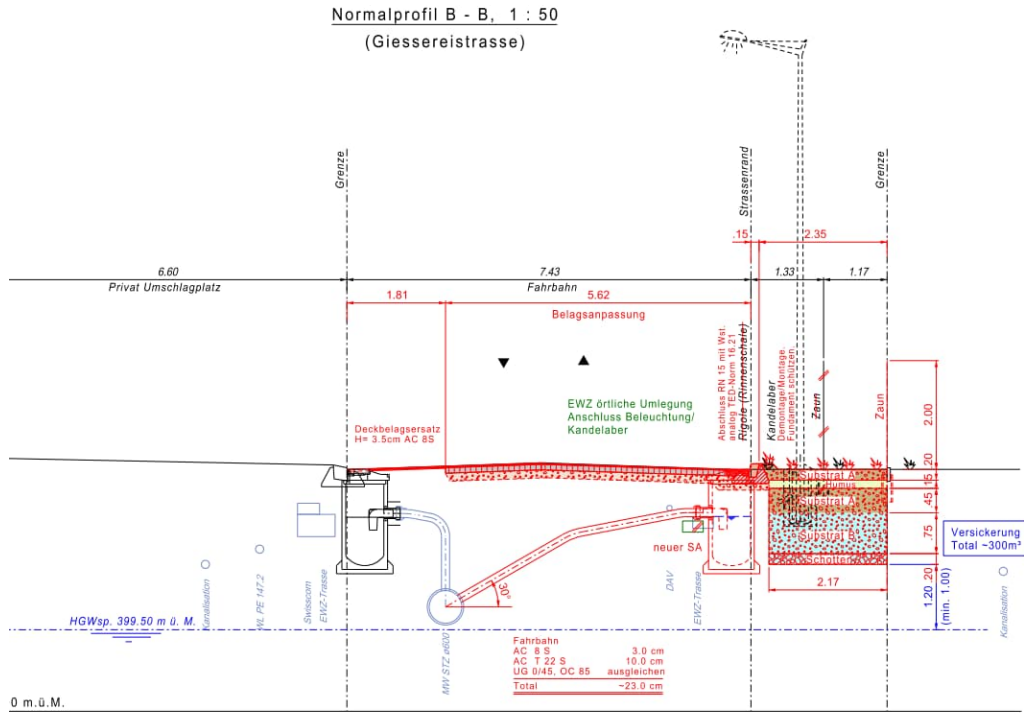 Normalprofil B - B, 1 : 50
(Giessereistrasse)
Grenze
Strassenrand
Grenze
.15
2.35
6.60
7.43
1.33
1.17
Privat Umschlagplatz
Fahrbahn
1.81
5.62
Belagsanpassung
Abschluss RN 15 mit Wst.
analog TED-Norm 16.21
Rigole (Rinnenschale)
Kandelaber
Demontage/Montage.
Fundament schützen
Zaun
Zaun
2.00
EWZ örtliche Umlegung
Anschluss Beleuchtung/
Kandelaber
Deckbelagsersatz
H= 3.5cm AC 8S
.20
.15
.45
.75
.20
1.20
(min. 1.00)
Substrat A
Humus
Substrat A
Substrat B
Schotter
2.17
Versickerung
Total ~300m³
neuer SA
30°
Kanalisation
WL PE 147.2
Swisscom
EWZ-Trasse
DAV
EWZ-Trasse
Kanalisation
HGWsp. 399.50 m ü. M.
MW STZ ø600
Fahrbahn
AC 8 S 3.0 cm
AC T 22 S 10.0 cm
UG 0/45, OC 85 ausgleichen
Total ~23.0 cm
0 m.ü.M.